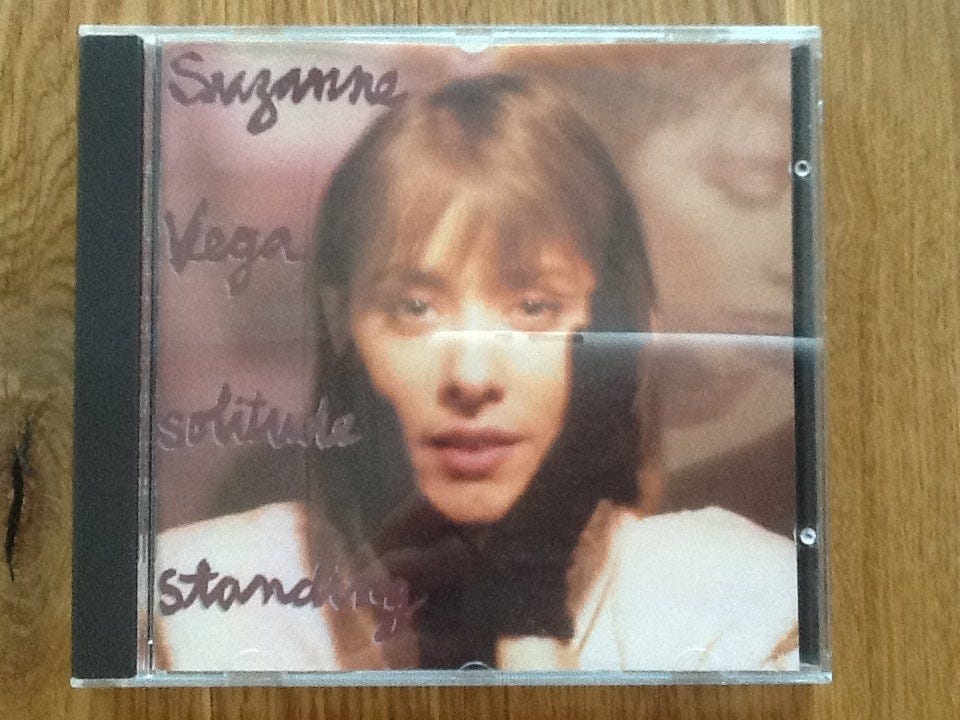 Suzanne
Vega
solitude
standing